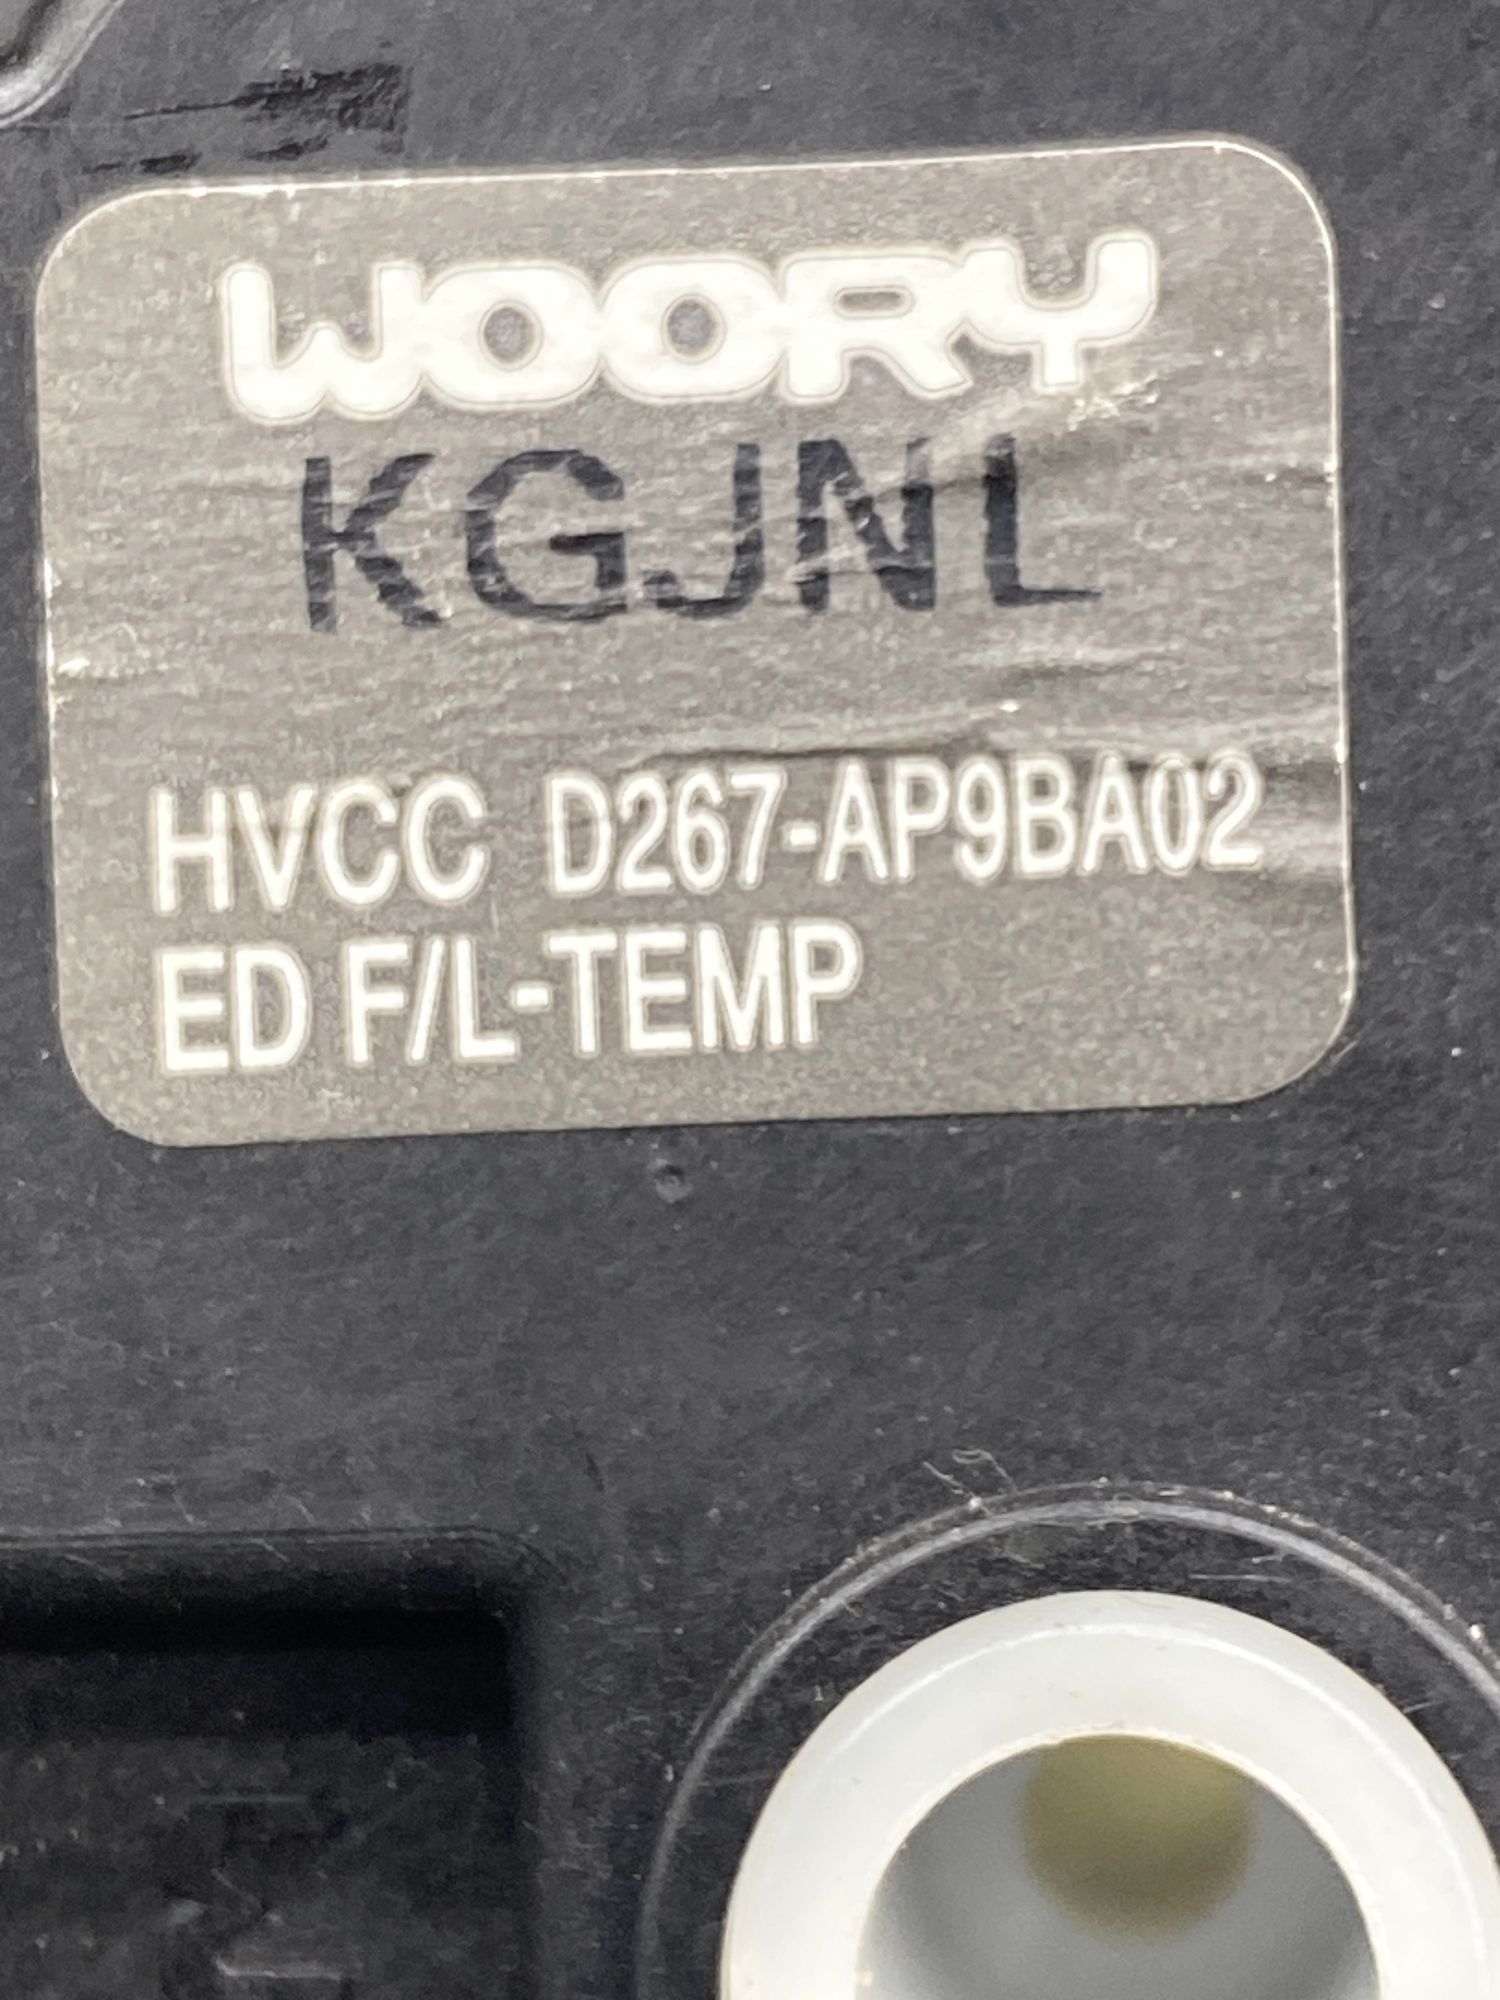 WOORY
KGJNL
HVCC D267-AP9BA02
ED F/L-TEMP